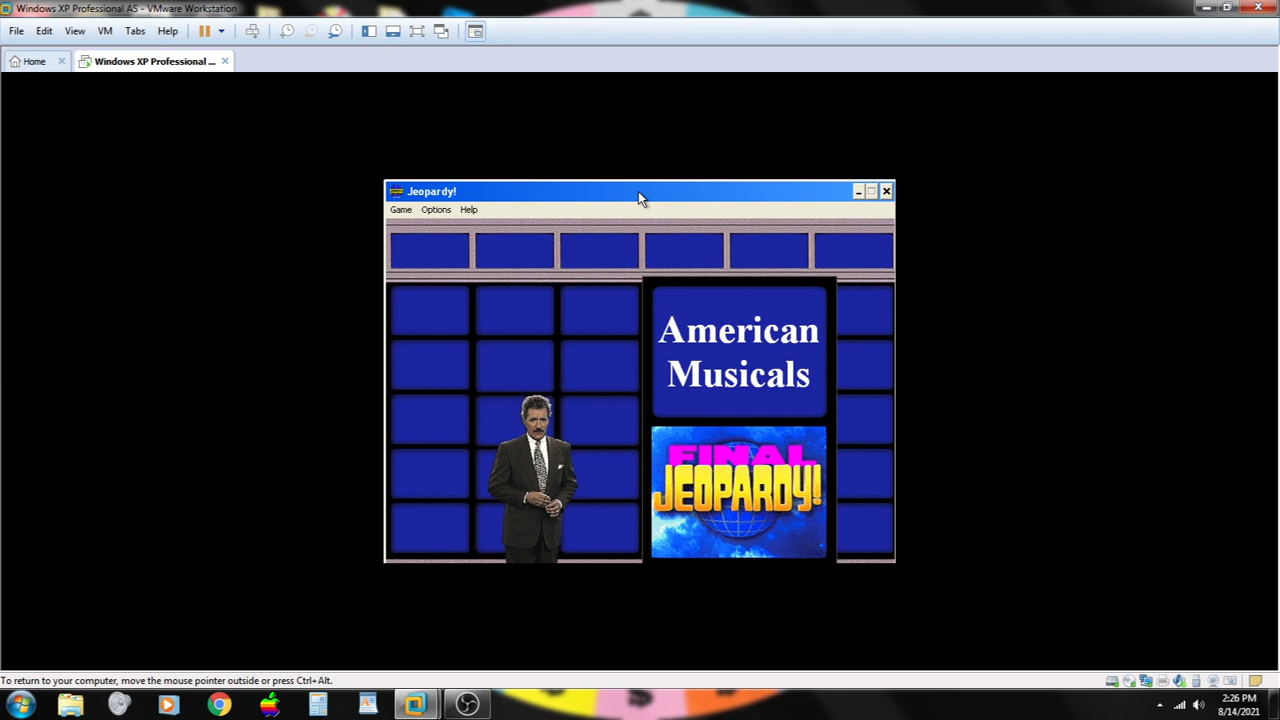 Windows XP Professional AS - VMware Workstation
File Edit View VM Tabs Help
Home Windows XP Professional ...
Jeopardy!
Game Options Help
American
Musicals
FINAL
JEOPARDY!
To return to your computer, move the mouse pointer outside or press Ctrl+Alt.
2:26 PM
8/14/2021